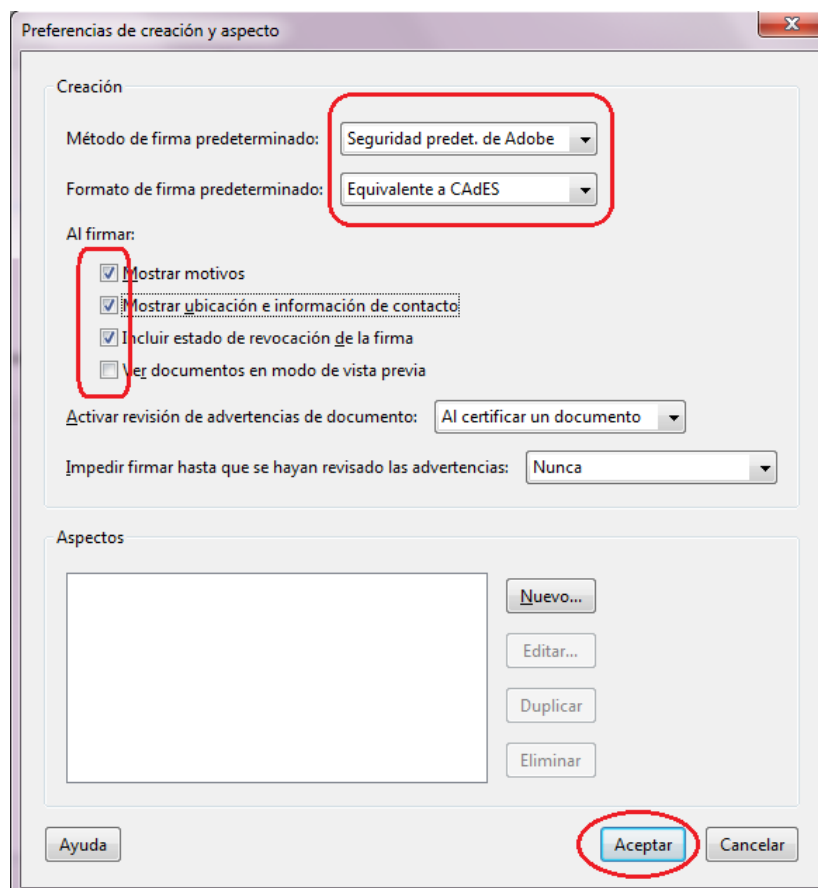 Preferencias de creación y aspecto
Creación
Método de firma predeterminado: Seguridad predet. de Adobe
Formato de firma predeterminado: Equivalente a CAdES
Al firmar:
Mostrar motivos
Mostrar ubicación e información de contacto
Incluir estado de revocación de la firma
Ver documentos en modo de vista previa
Activar revisión de advertencias de documento: Al certificar un documento
Impedir firmar hasta que se hayan revisado las advertencias: Nunca
Aspectos
Nuevo...
Editar...
Duplicar
Eliminar
Ayuda Aceptar Cancelar